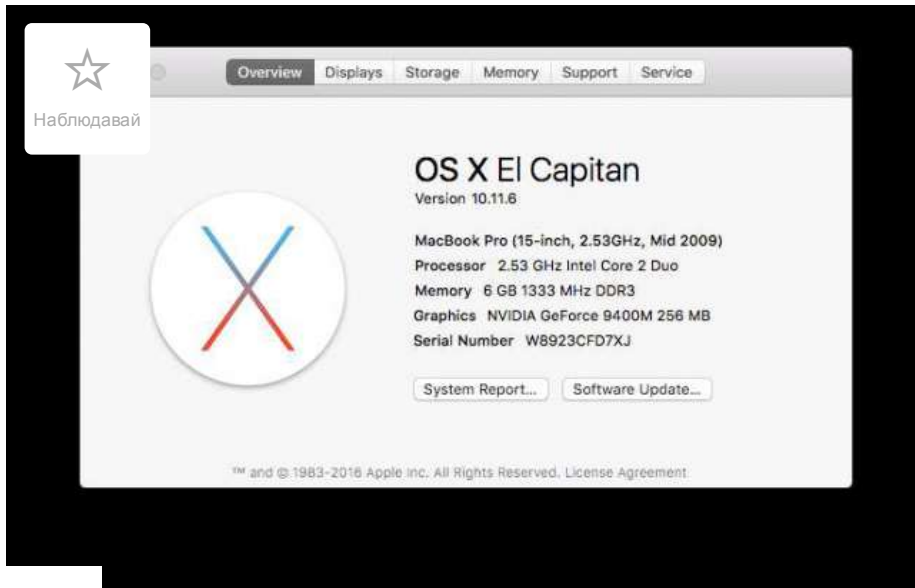 Наблюдавай
Overview Displays Storage Memory Support Service
OS X El Capitan
Version 10.11.6
MacBook Pro (15-inch, 2.53GHz, Mid 2009)
Processor 2.53 GHz Intel Core 2 Duo
Memory 6 GB 1333 MHz DDR3
Graphics NVIDIA GeForce 9400M 256 MB
Serial Number W8923CFD7XJ
System Report... Software Update...
™ and © 1983-2016 Apple Inc. All Rights Reserved. License Agreement